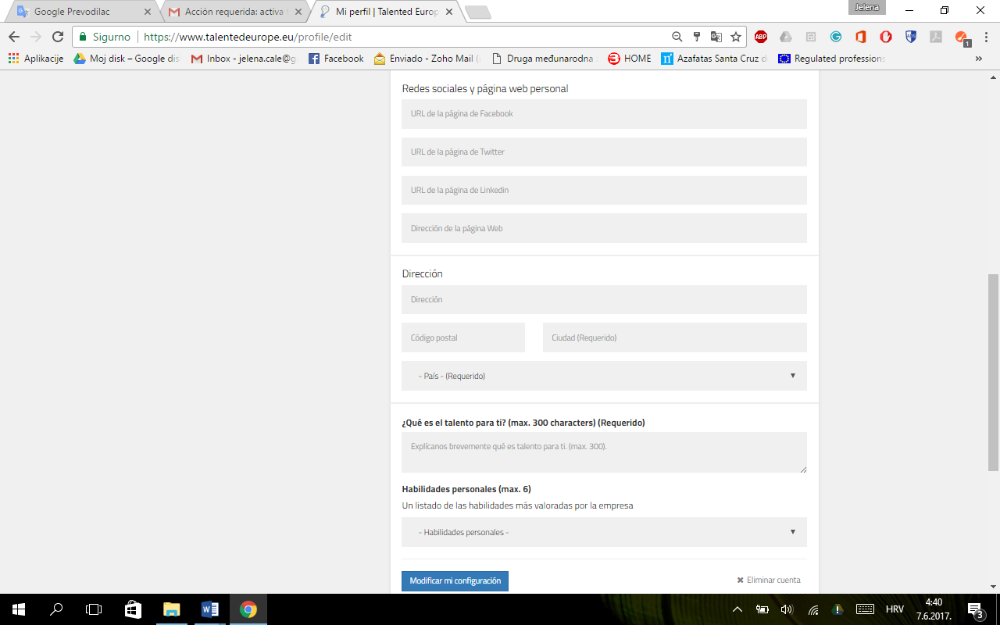 Google Prevodilac
Acción requerida: activa
Mi perfil | Talented Europ
Jelena
Sigurno
https://www.talentedeurope.eu/profile/edit
ABP
1
Aplikacije
Moj disk – Google dis
Inbox - jelena.cale@g
Facebook
Enviado - Zoho Mail (
Druga međunarodna
HOME
Azafatas Santa Cruz d
Regulated professions
»
Redes sociales y página web personal
URL de la página de Facebook
URL de la página de Twitter
URL de la página de Linkedin
Dirección de la página Web
Dirección
Dirección
Código postal
Ciudad (Requerido)
- País - (Requerido)
¿Qué es el talento para ti? (max. 300 characters) (Requerido)
Explícanos brevemente qué es talento para ti. (max. 300).
Habilidades personales (max. 6)
Un listado de las habilidades más valoradas por la empresa
- Habilidades personales -
Modificar mi configuración
Eliminar cuenta
HRV
4:40
7.6.2017.
3